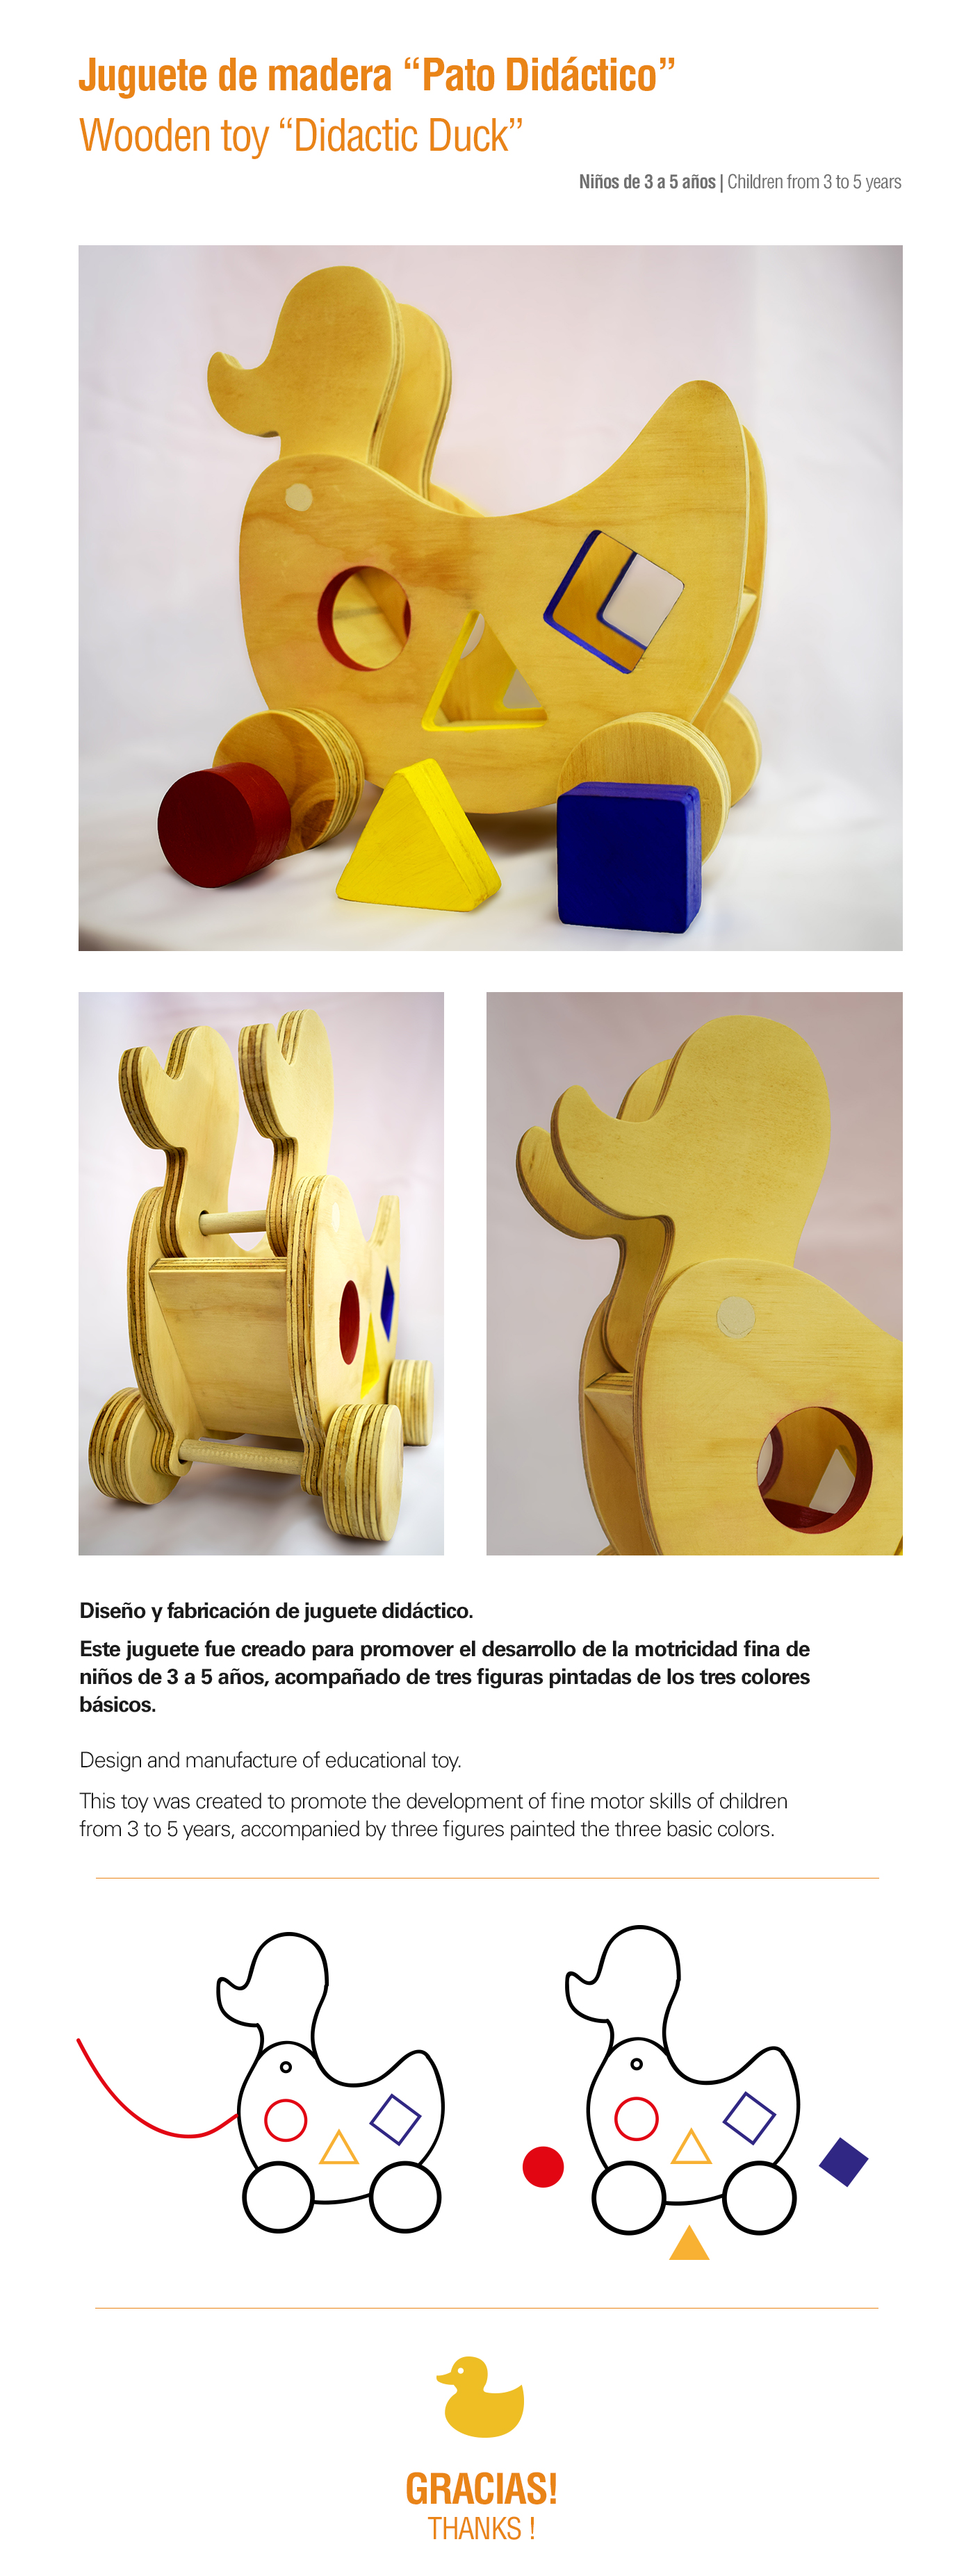 Juguete de madera “Pato Didáctico”
Wooden toy “Didactic Duck”
Niños de 3 a 5 años | Children from 3 to 5 years
Diseño y fabricación de juguete didáctico.
Este juguete fue creado para promover el desarrollo de la motricidad fina de
niños de 3 a 5 años, acompañado de tres figuras pintadas de los tres colores
básicos.
Design and manufacture of educational toy.
This toy was created to promote the development of fine motor skills of children
from 3 to 5 years, accompanied by three figures painted the three basic colors.
GRACIAS!
THANKS !